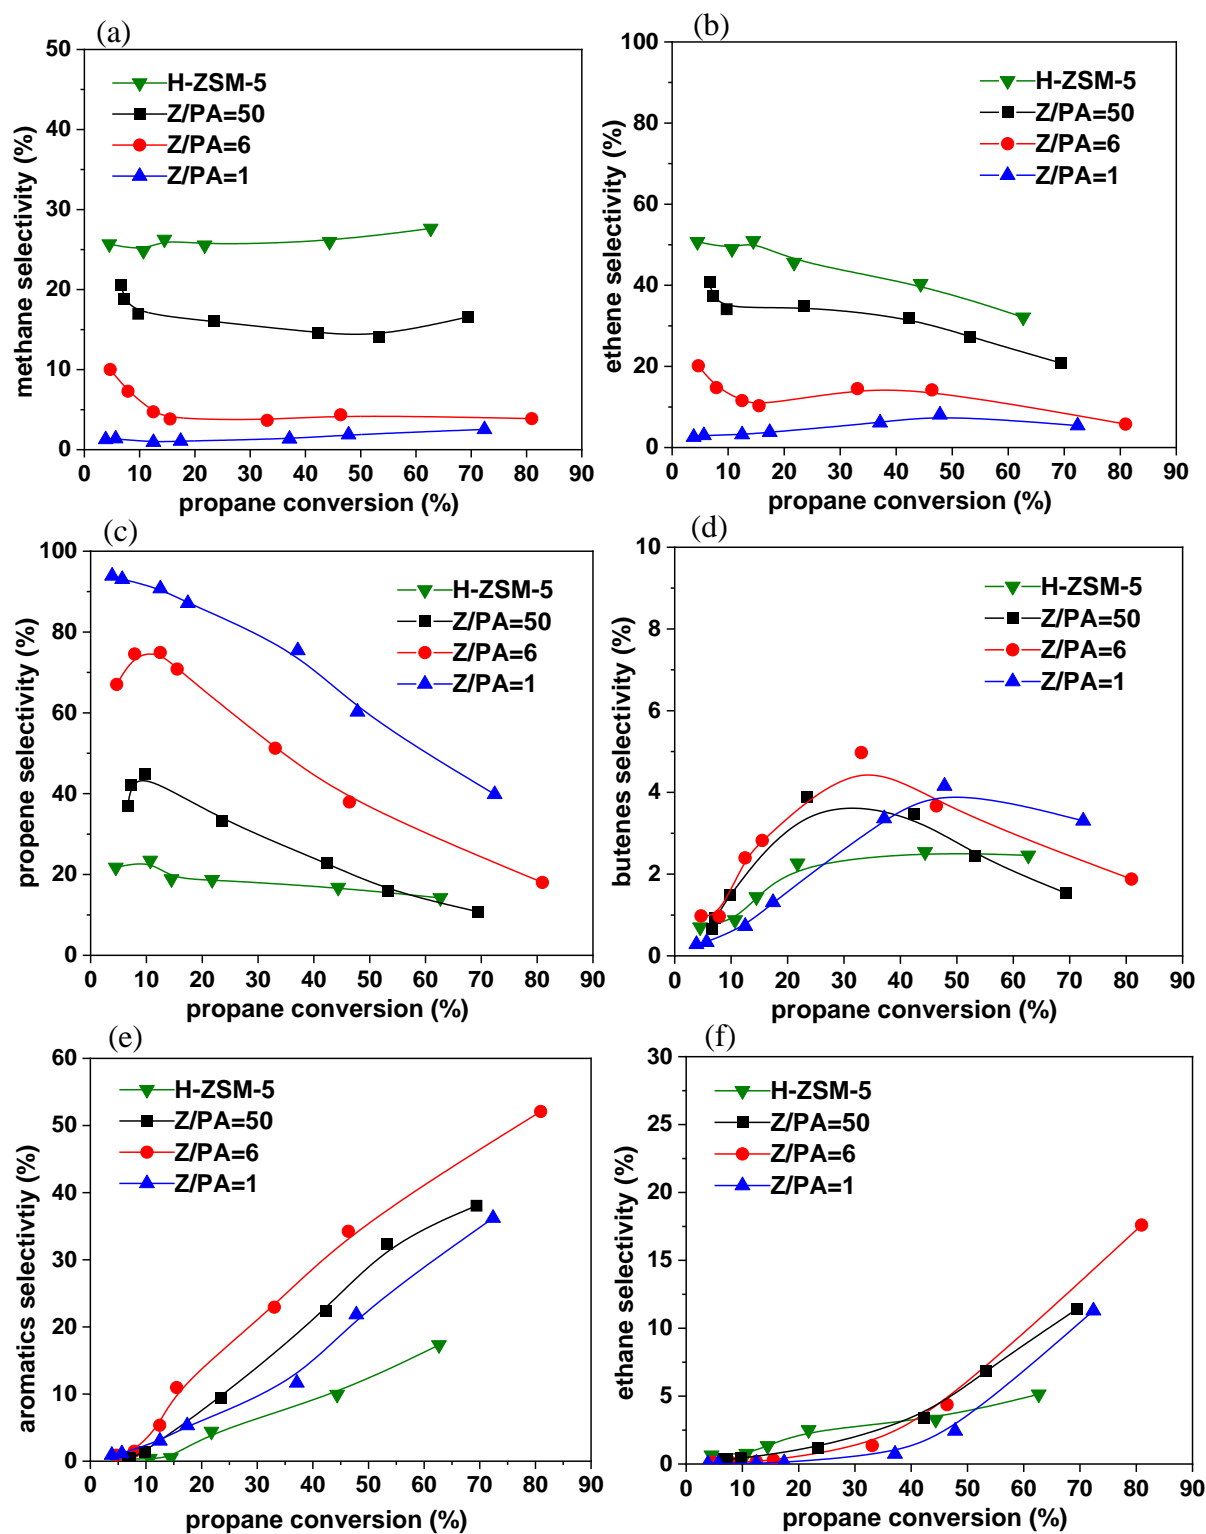 (a)
50
40
30
20
10
0
methane selectivity (%)
H-ZSM-5
Z/PA=50
Z/PA=6
Z/PA=1
0 10 20 30 40 50 60 70 80 90
propane conversion (%)
(b)
100
80
60
40
20
0
ethene selectivity (%)
H-ZSM-5
Z/PA=50
Z/PA=6
Z/PA=1
0 10 20 30 40 50 60 70 80 90
propane conversion (%)
(c)
100
80
60
40
20
0
propene selectivity (%)
H-ZSM-5
Z/PA=50
Z/PA=6
Z/PA=1
0 10 20 30 40 50 60 70 80 90
propane conversion (%)
(d)
10
8
6
4
2
0
butenes selectivity (%)
H-ZSM-5
Z/PA=50
Z/PA=6
Z/PA=1
0 10 20 30 40 50 60 70 80 90
propane conversion (%)
(e)
60
50
40
30
20
10
0
aromatics selectivtiy (%)
H-ZSM-5
Z/PA=50
Z/PA=6
Z/PA=1
0 10 20 30 40 50 60 70 80 90
propane conversion (%)
(f)
30
25
20
15
10
5
0
ethane selectivity (%)
H-ZSM-5
Z/PA=50
Z/PA=6
Z/PA=1
0 10 20 30 40 50 60 70 80 90
propane conversion (%)